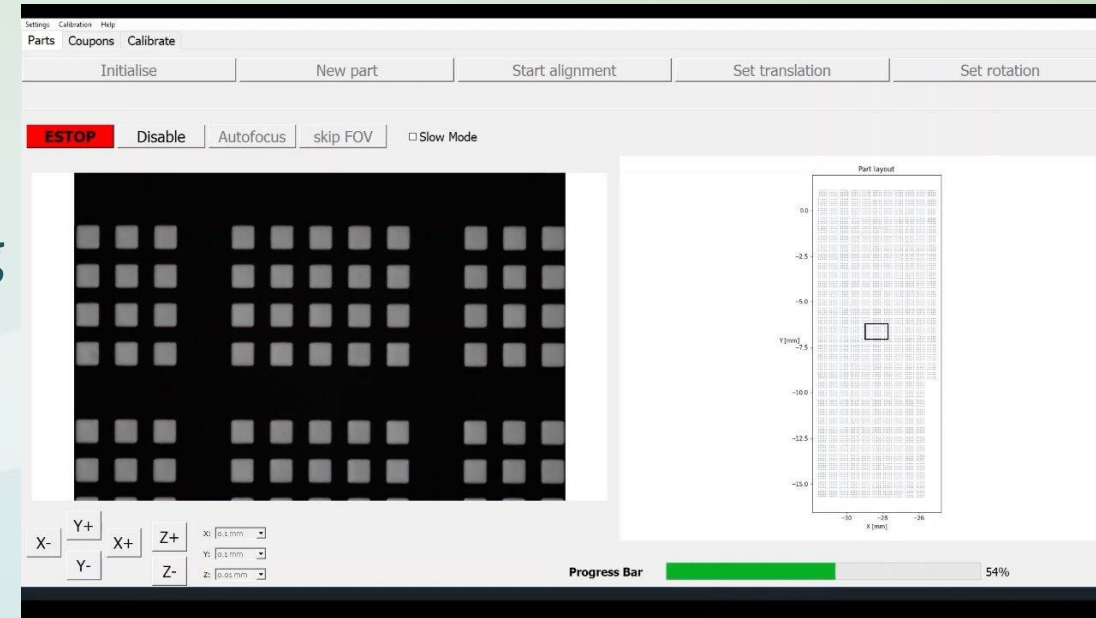 Settings Calibration Help
Parts Coupons Calibrate
Initialise New part Start alignment Set translation Set rotation
ESTOP Disable Autofocus skip FOV Slow Mode
Part layout
0.0
−2.5
−5.0
Y [mm]
−7.5
−10.0
−12.5
−15.0
−30 −28 −26
X [mm]
X- Y+ X+ Z+ X: 0.1 mm
Y: 0.1 mm
Y- Z- Z: 0.01 mm
Progress Bar 54%